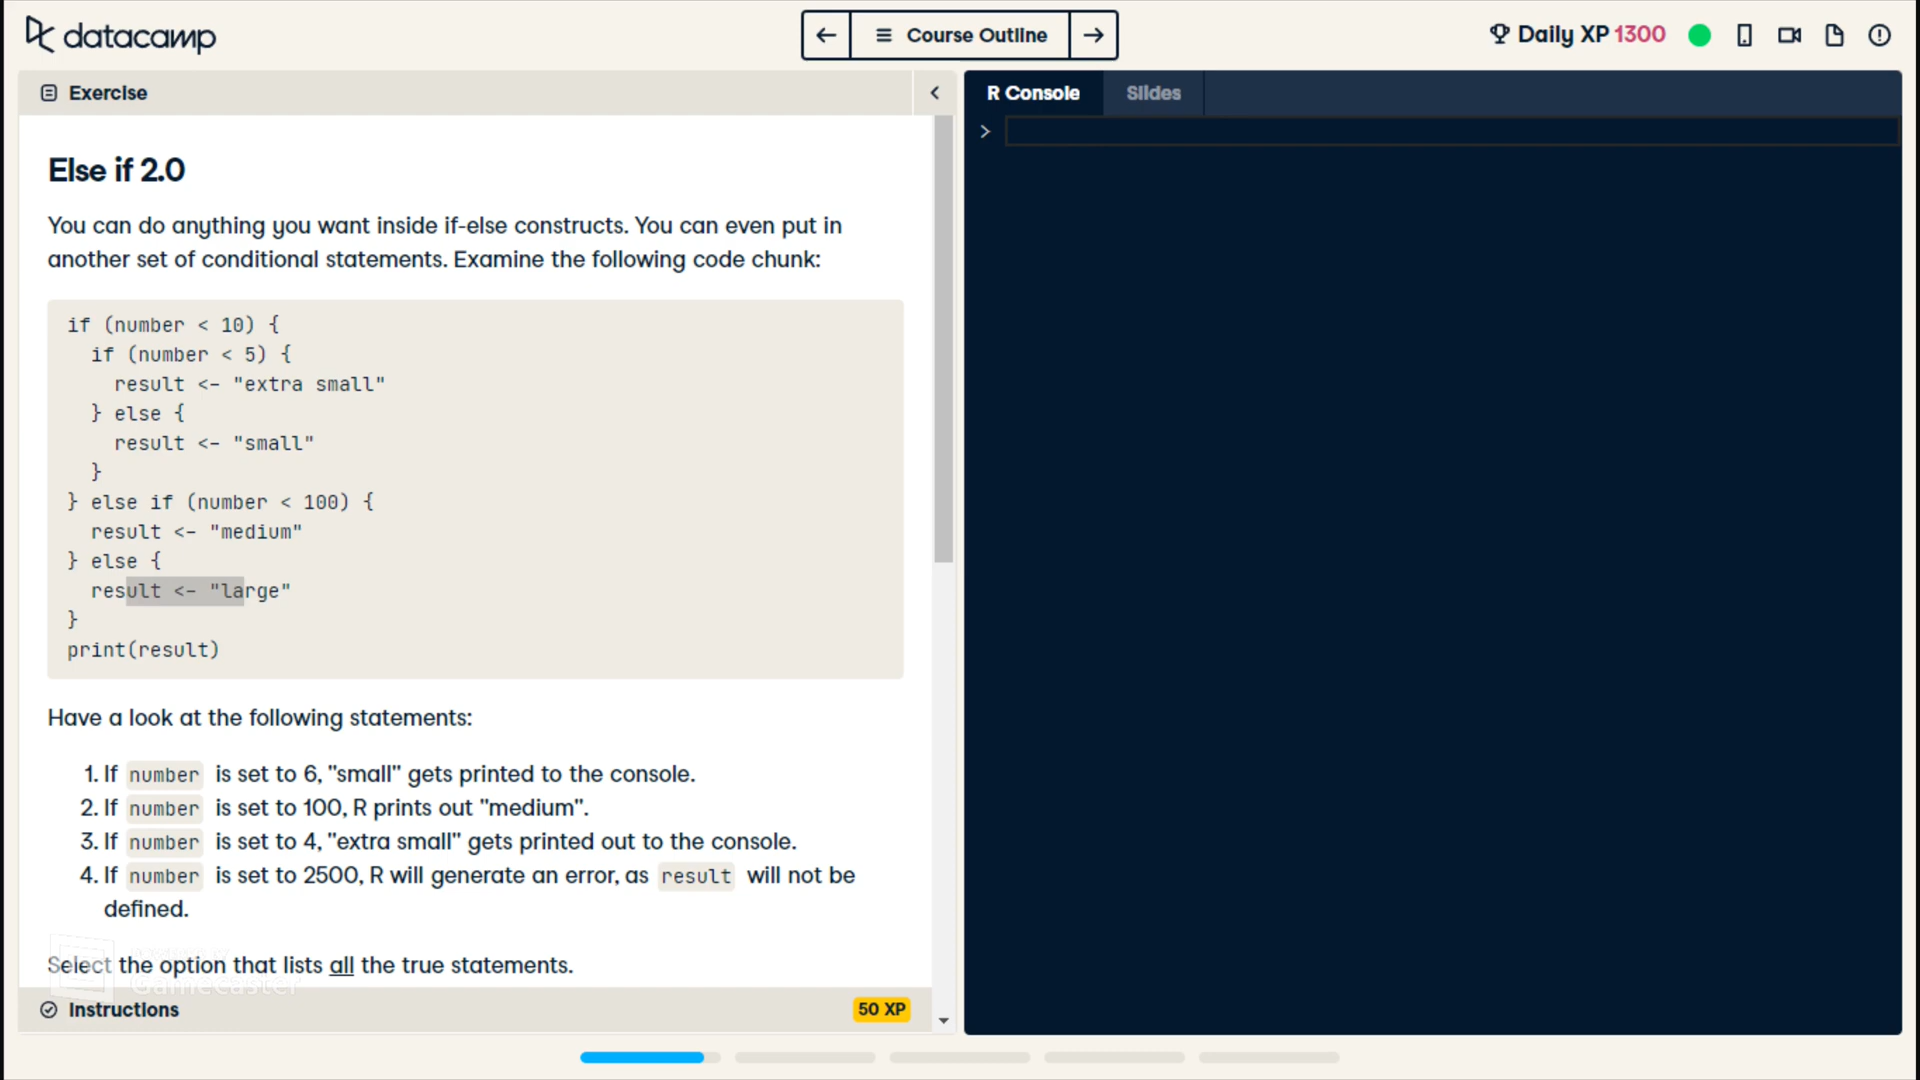 datacamp
Course Outline
Daily XP 1300
Exercise
R Console
Slides
>
Else if 2.0
You can do anything you want inside if-else constructs. You can even put in
another set of conditional statements. Examine the following code chunk:
if (number < 10) {
  if (number < 5) {
    result <- "extra small"
  } else {
    result <- "small"
  }
} else if (number < 100) {
  result <- "medium"
} else {
  result <- "large"
}
print(result)
Have a look at the following statements:
1. If number is set to 6, "small" gets printed to the console.
2. If number is set to 100, R prints out "medium".
3. If number is set to 4, "extra small" gets printed out to the console.
4. If number is set to 2500, R will generate an error, as result will not be
defined.
Select the option that lists all the true statements.
GameCaster
Instructions
50 XP